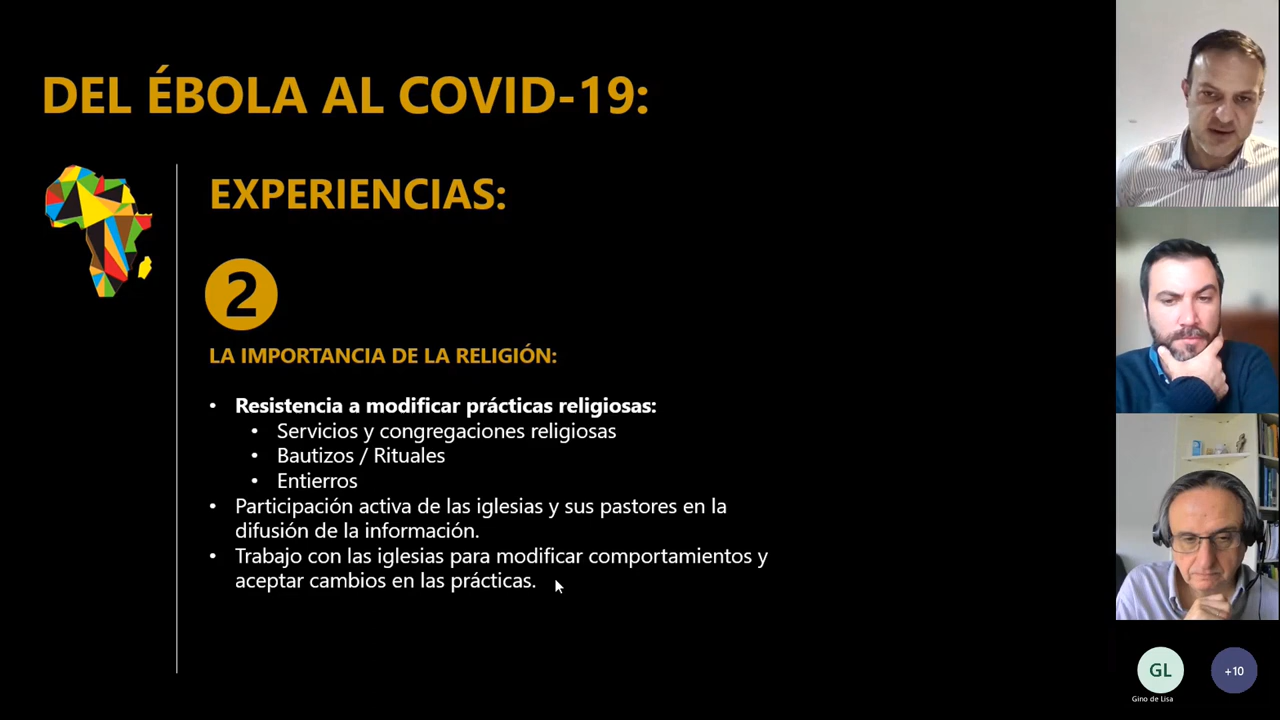 DEL ÉBOLA AL COVID-19:
EXPERIENCIAS:
2
LA IMPORTANCIA DE LA RELIGIÓN:
• Resistencia a modificar prácticas religiosas:
• Servicios y congregaciones religiosas
• Bautizos / Rituales
• Entierros
• Participación activa de las iglesias y sus pastores en la
difusión de la información.
• Trabajo con las iglesias para modificar comportamientos y
aceptar cambios en las prácticas.
GL
+10
Gino de Lisa